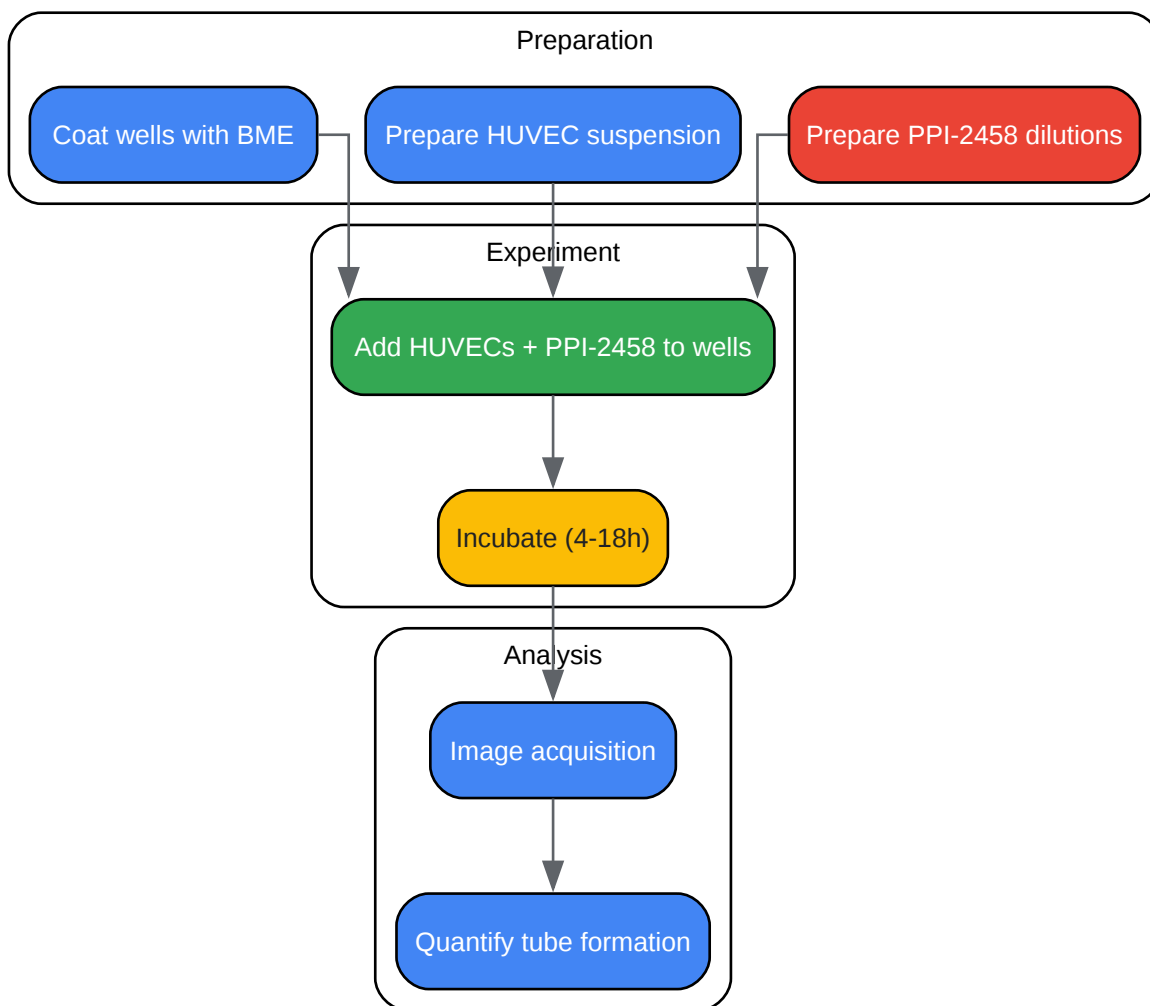 Preparation
Coat wells with BME
Prepare HUVEC suspension
Prepare PPI-2458 dilutions
Experiment
Add HUVECs + PPI-2458 to wells
Incubate (4-18h)
Analysis
Image acquisition
Quantify tube formation